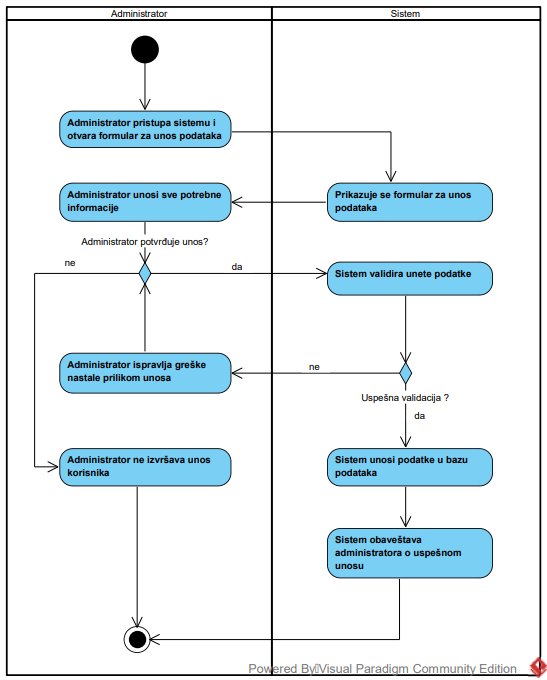 Administrator
Sistem
Administrator pristupa sistemu i
otvara formular za unos podataka
Prikazuje se formular za unos
podataka
Administrator unosi sve potrebne
informacije
Administrator potvrđuje unos?
ne
da
Sistem validira unete podatke
Administrator ispravlja greške
nastale prilikom unosa
ne
Uspešna validacija ?
da
Administrator ne izvršava unos
korisnika
Sistem unosi podatke u bazu
podataka
Sistem obaveštava
administratora o uspešnom
unosu
Powered By▯Visual Paradigm Community Edition